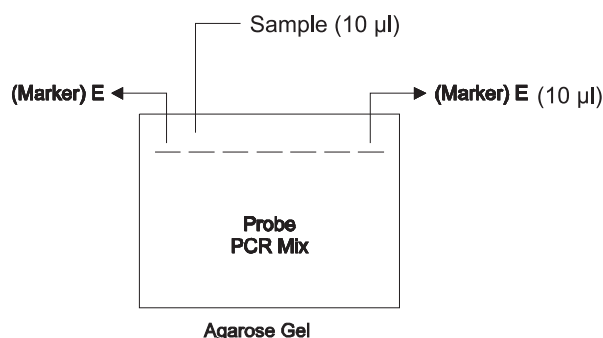 Sample (10 µl)
(Marker) E
(Marker) E (10 µl)
Probe
PCR Mix
Agarose Gel